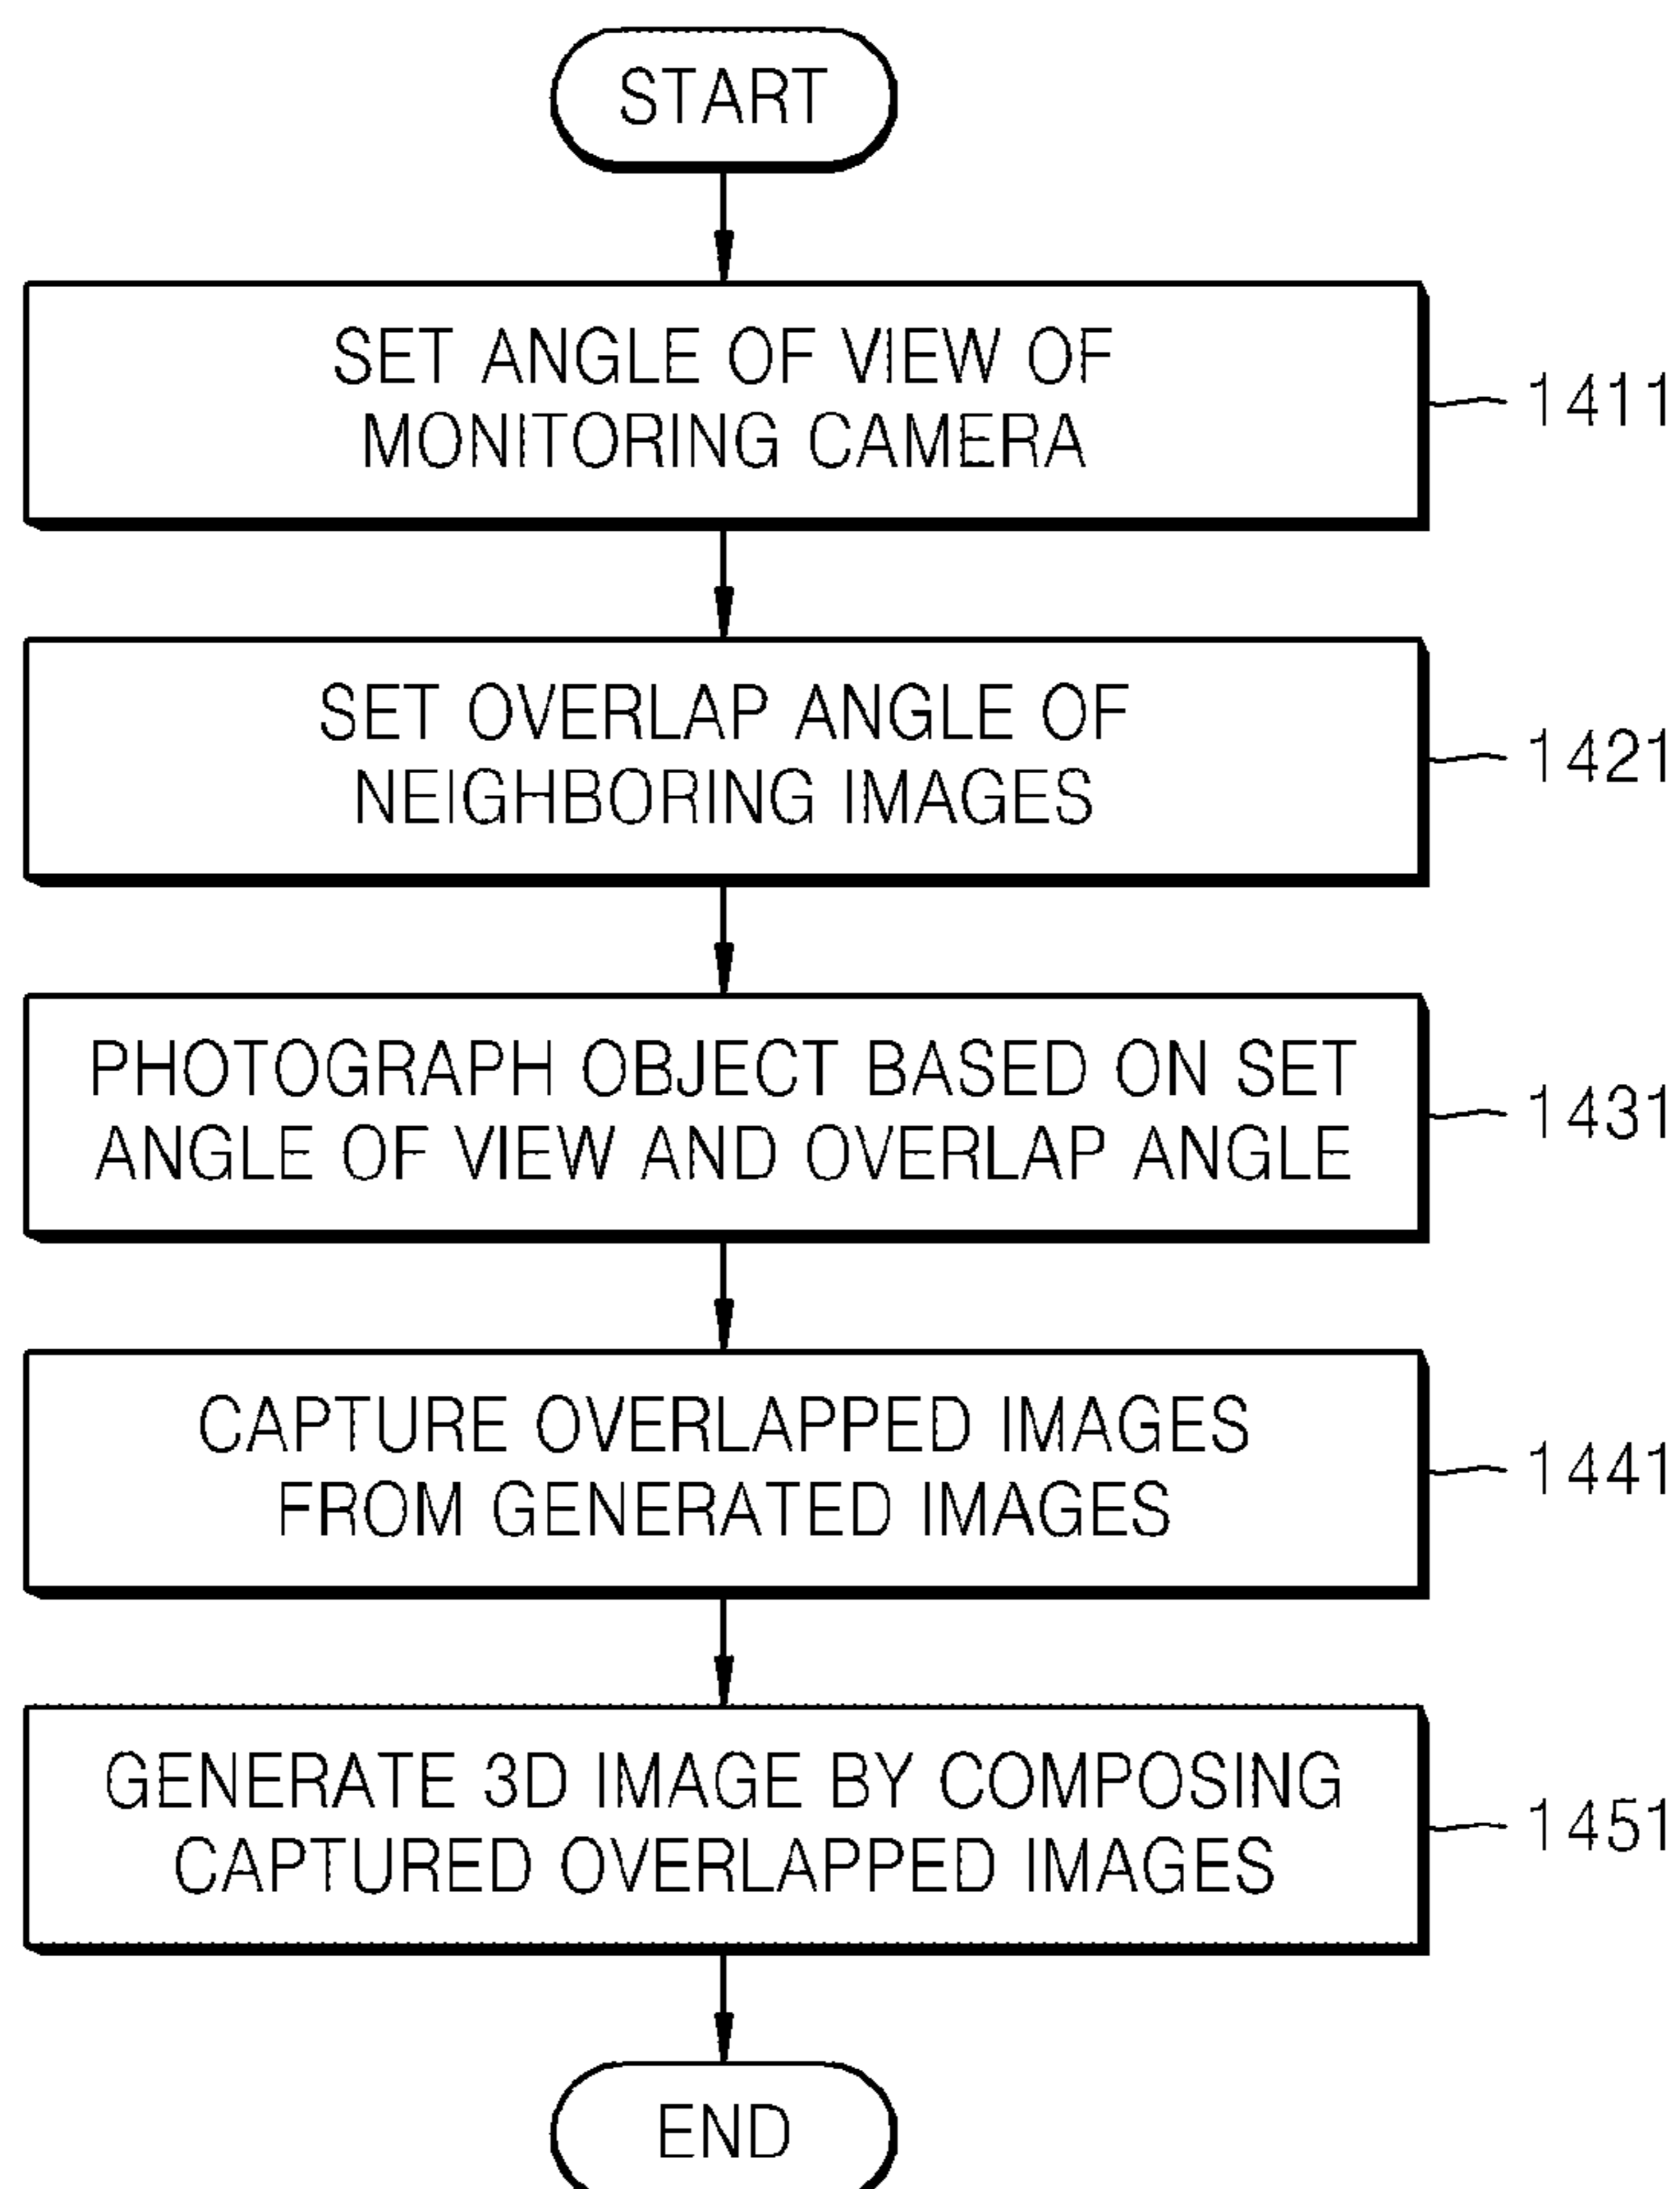 START
SET ANGLE OF VIEW OF
MONITORING CAMERA
1411
SET OVERLAP ANGLE OF
NEIGHBORING IMAGES
1421
PHOTOGRAPH OBJECT BASED ON SET
ANGLE OF VIEW AND OVERLAP ANGLE
1431
CAPTURE OVERLAPPED IMAGES
FROM GENERATED IMAGES
1441
GENERATE 3D IMAGE BY COMPOSING
CAPTURED OVERLAPPED IMAGES
1451
END